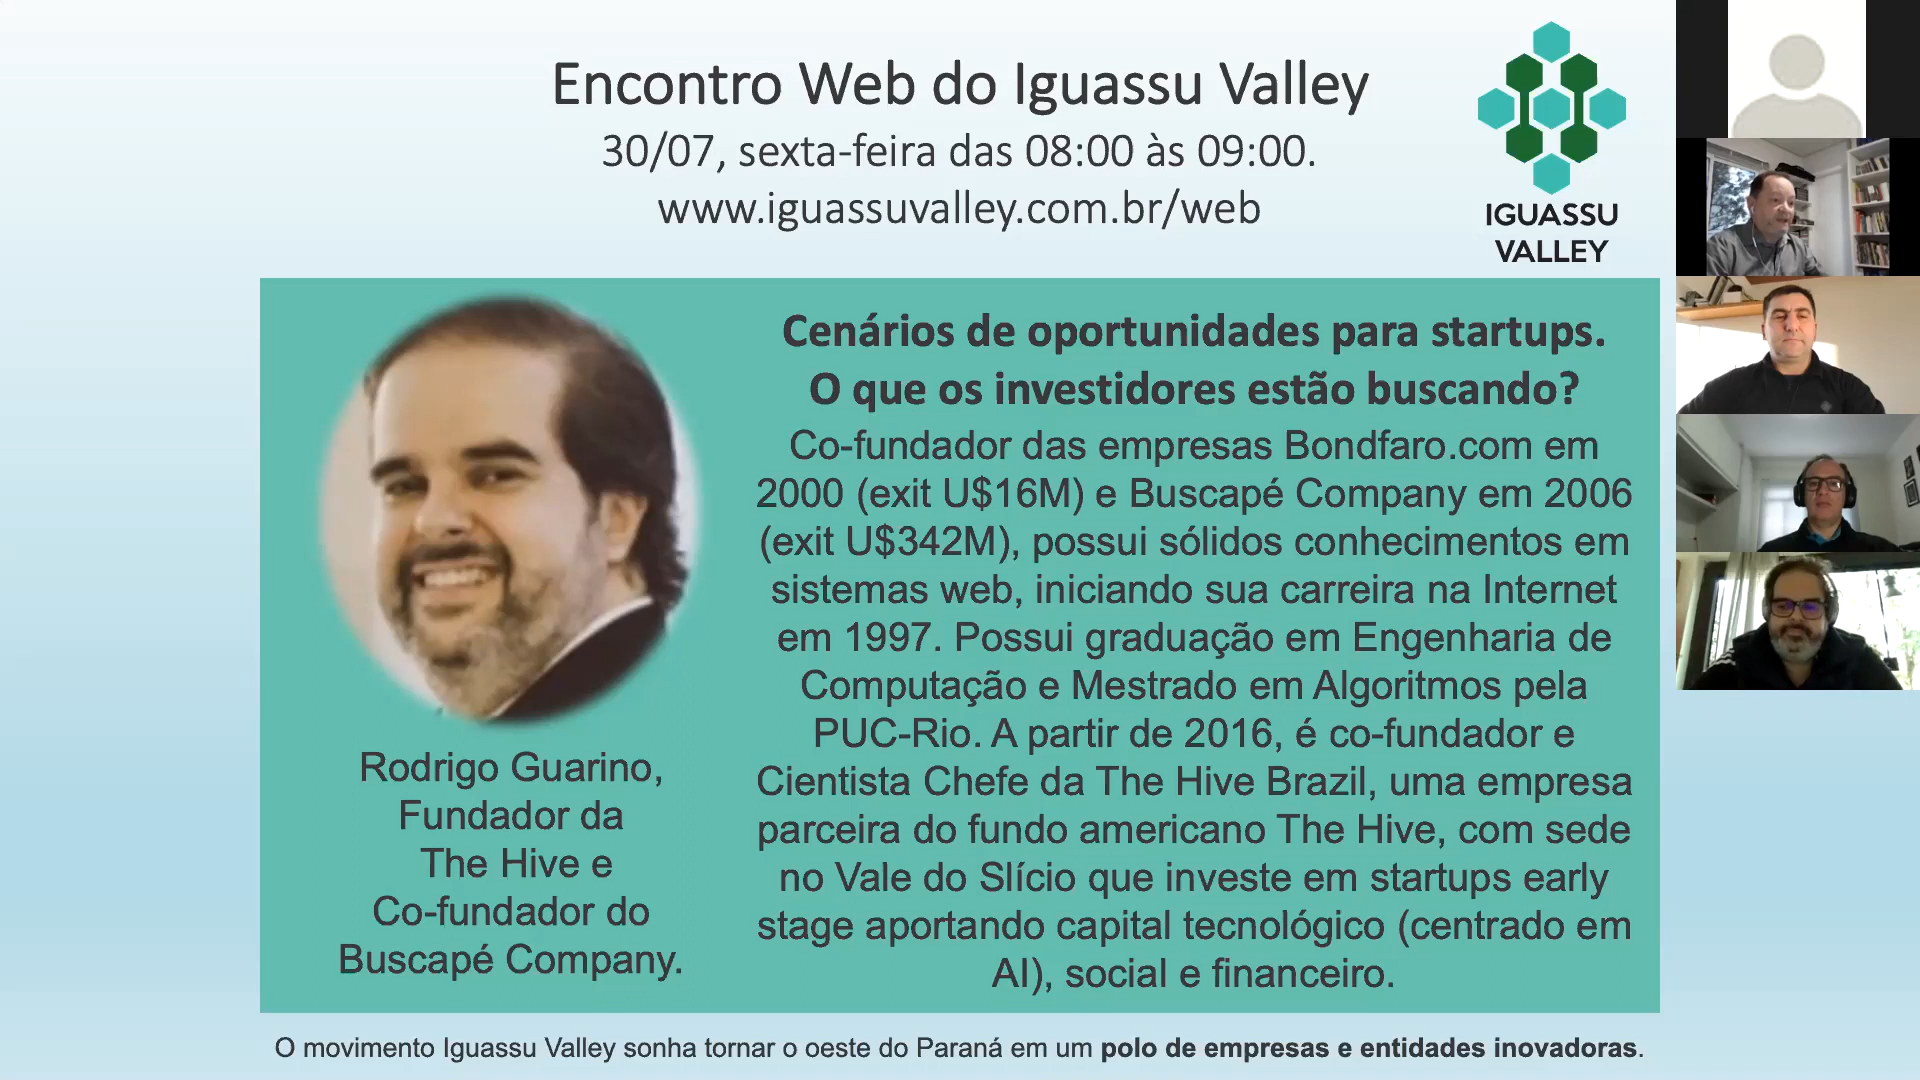 Encontro Web do Iguassu Valley
30/07, sexta-feira das 08:00 às 09:00.
www.iguassuvalley.com.br/web
IGUASSU
VALLEY
Cenários de oportunidades para startups.
O que os investidores estão buscando?
Co-fundador das empresas Bondfaro.com em
2000 (exit U$16M) e Buscapé Company em 2006
(exit U$342M), possui sólidos conhecimentos em
sistemas web, iniciando sua carreira na Internet
em 1997. Possui graduação em Engenharia de
Computação e Mestrado em Algoritmos pela
PUC-Rio. A partir de 2016, é co-fundador e
Cientista Chefe da The Hive Brazil, uma empresa
parceira do fundo americano The Hive, com sede
no Vale do Slício que investe em startups early
stage aportando capital tecnológico (centrado em
AI), social e financeiro.
Rodrigo Guarino,
Fundador da
The Hive e
Co-fundador do
Buscapé Company.
O movimento Iguassu Valley sonha tornar o oeste do Paraná em um polo de empresas e entidades inovadoras.